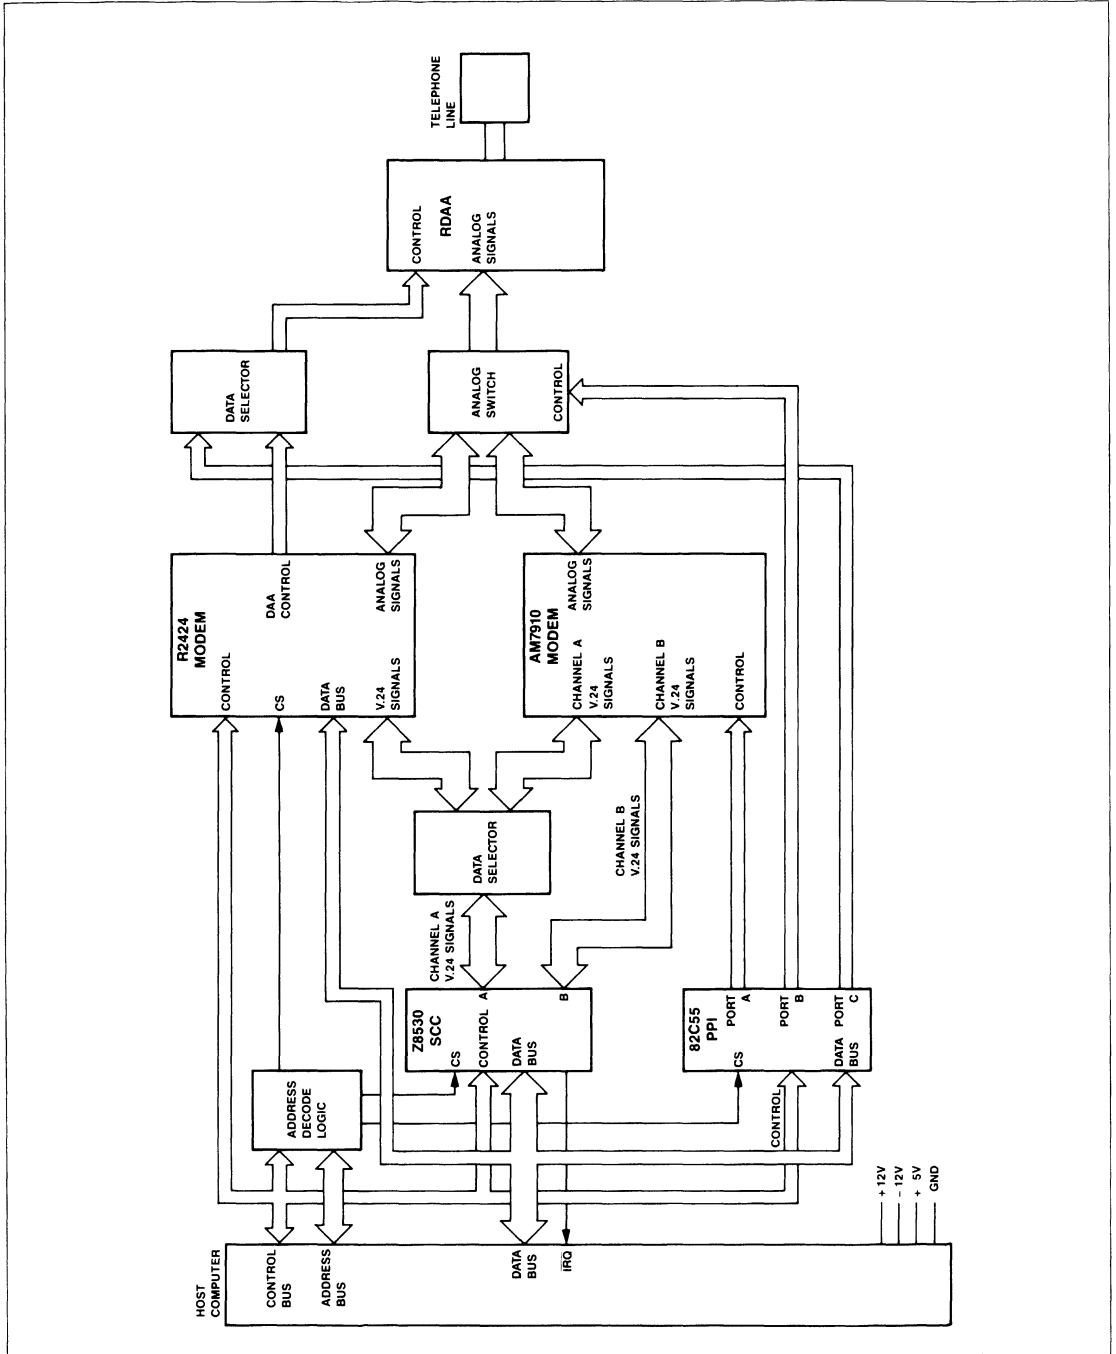 HOST
COMPUTER
CONTROL
BUS
ADDRESS
BUS
DATA
BUS
IRQ
+ 12V
- 12V
+ 5V
GND
ADDRESS
DECODE
LOGIC
Z8530
SCC
CS
CONTROL
DATA
BUS
A
B
82C55
PPI
CS
CONTROL
DATA
BUS
PORT
A
PORT
B
PORT
C
CHANNEL A
V.24 SIGNALS
DATA
SELECTOR
CHANNEL B
V.24 SIGNALS
R2424
MODEM
CONTROL
CS
DATA
BUS
V.24
SIGNALS
DAA
CONTROL
ANALOG
SIGNALS
AM7910
MODEM
CHANNEL A
V.24
SIGNALS
CHANNEL B
V.24
SIGNALS
CONTROL
ANALOG
SIGNALS
DATA
SELECTOR
ANALOG
SWITCH
CONTROL
CONTROL
RDAA
ANALOG
SIGNALS
TELEPHONE
LINE